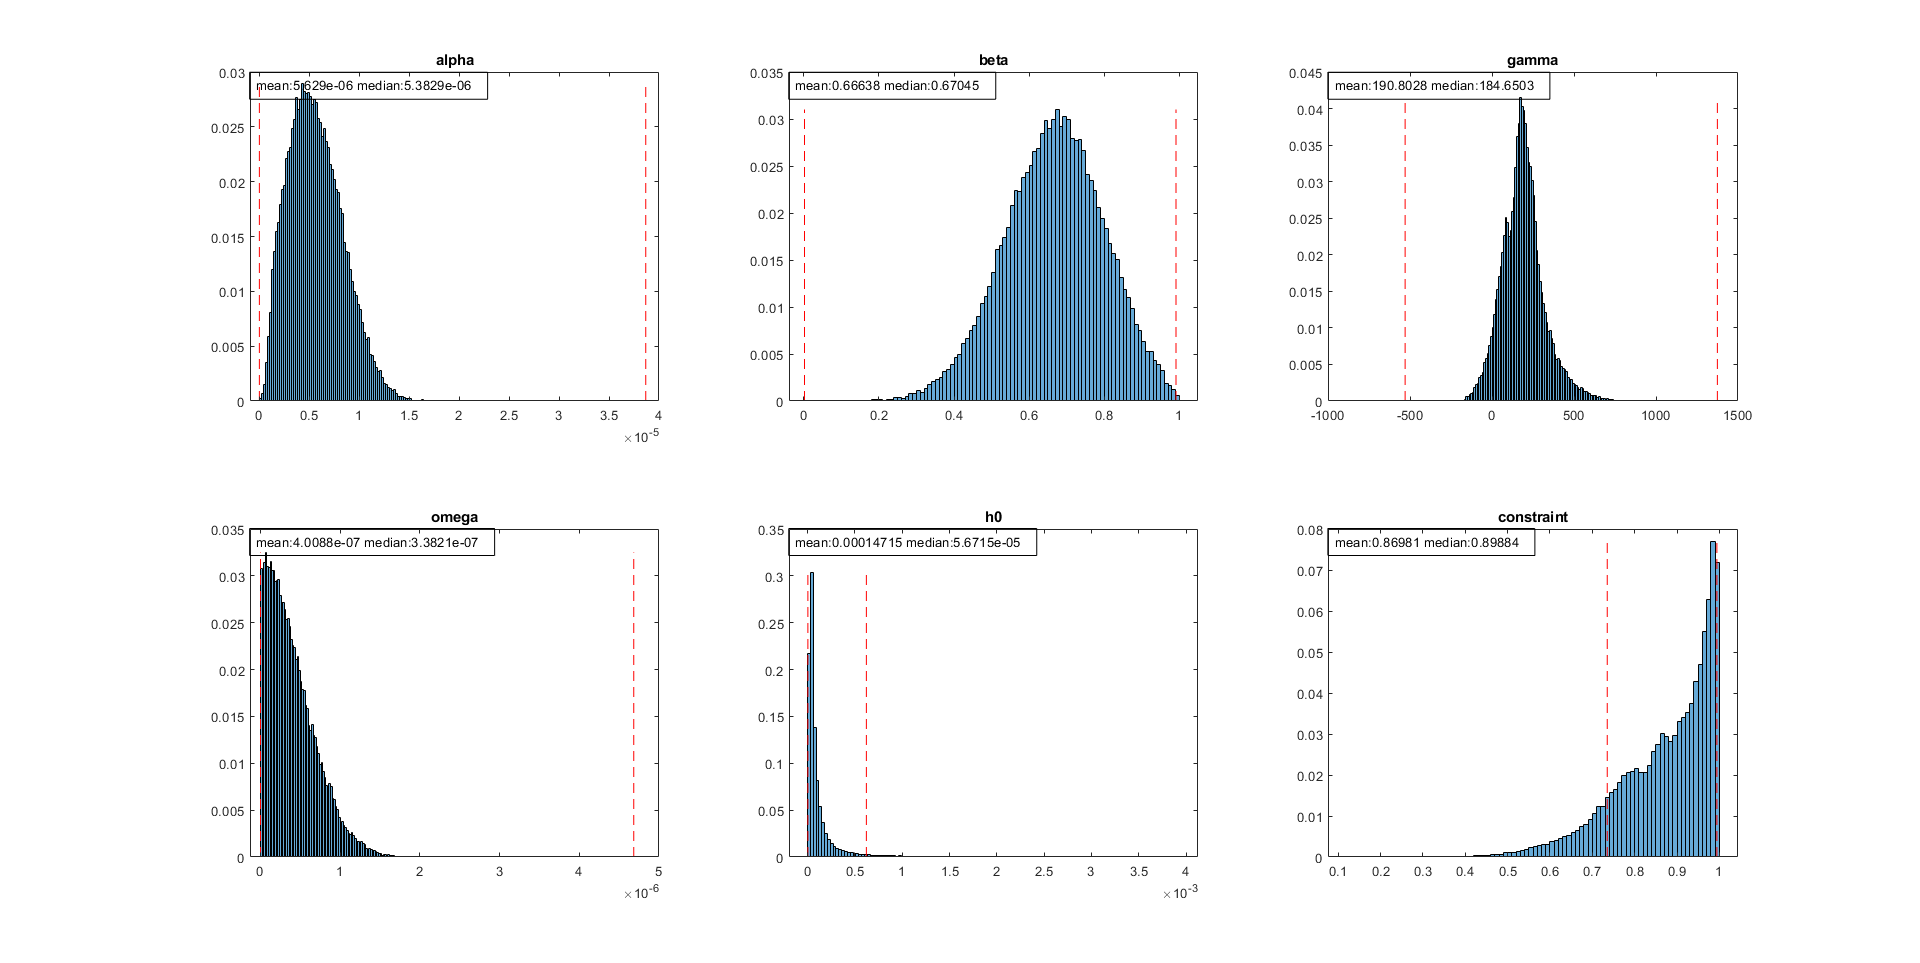 alpha
mean:5.629e-06 median:5.3829e-06
0.03
0.025
0.02
0.015
0.01
0.005
0
0 0.5 1 1.5 2 2.5 3 3.5 4
×10-5
beta
mean:0.66638 median:0.67045
0.035
0.03
0.025
0.02
0.015
0.01
0.005
0
0 0.2 0.4 0.6 0.8 1
gamma
mean:190.8028 median:184.6503
0.045
0.04
0.035
0.03
0.025
0.02
0.015
0.01
0.005
0
-1000 -500 0 500 1000 1500
omega
mean:4.0088e-07 median:3.3821e-07
0.035
0.03
0.025
0.02
0.015
0.01
0.005
0
0 1 2 3 4 5
×10-6
h0
mean:0.00014715 median:5.6715e-05
0.35
0.3
0.25
0.2
0.15
0.1
0.05
0
0 0.5 1 1.5 2 2.5 3 3.5 4
×10-3
constraint
mean:0.86981 median:0.89884
0.08
0.07
0.06
0.05
0.04
0.03
0.02
0.01
0
0.1 0.2 0.3 0.4 0.5 0.6 0.7 0.8 0.9 1